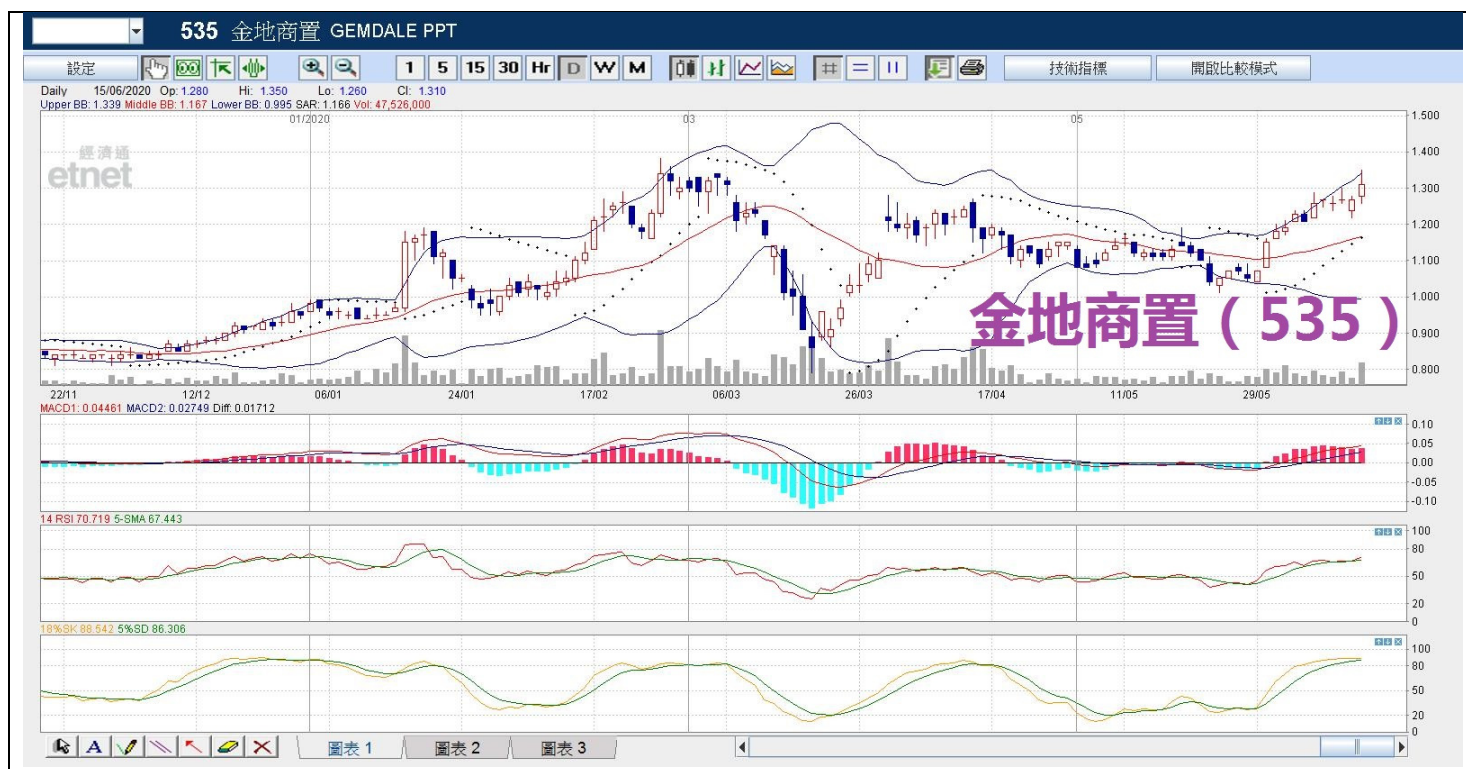 535 金地商置 GEMDALE PPT
設定 1 5 15 30 Hr D W M 技術指標 開啟比較模式
Daily 15/06/2020 Op: 1.280 Hi: 1.350 Lo: 1.260 Cl: 1.310
Upper BB: 1.339 Middle BB: 1.167 Lower BB: 0.995 SAR: 1.166 Vol: 47,526,000
01/2020 03 05
經濟通
etnet
1.500
1.400
1.300
1.200
1.100
1.000
0.900
0.800
金地商置（535）
22/11 12/12 06/01 24/01 17/02 06/03 26/03 17/04 11/05 29/05
MACD1: 0.04461 MACD2: 0.02749 Diff: 0.01712
0.10
0.05
0.00
-0.05
-0.10
14 RSI 70.719 5-SMA 67.443
100
80
50
20
0
18%SK 88.542 5%SD 86.306
100
80
50
20
0
A 圖表 1 圖表 2 圖表 3